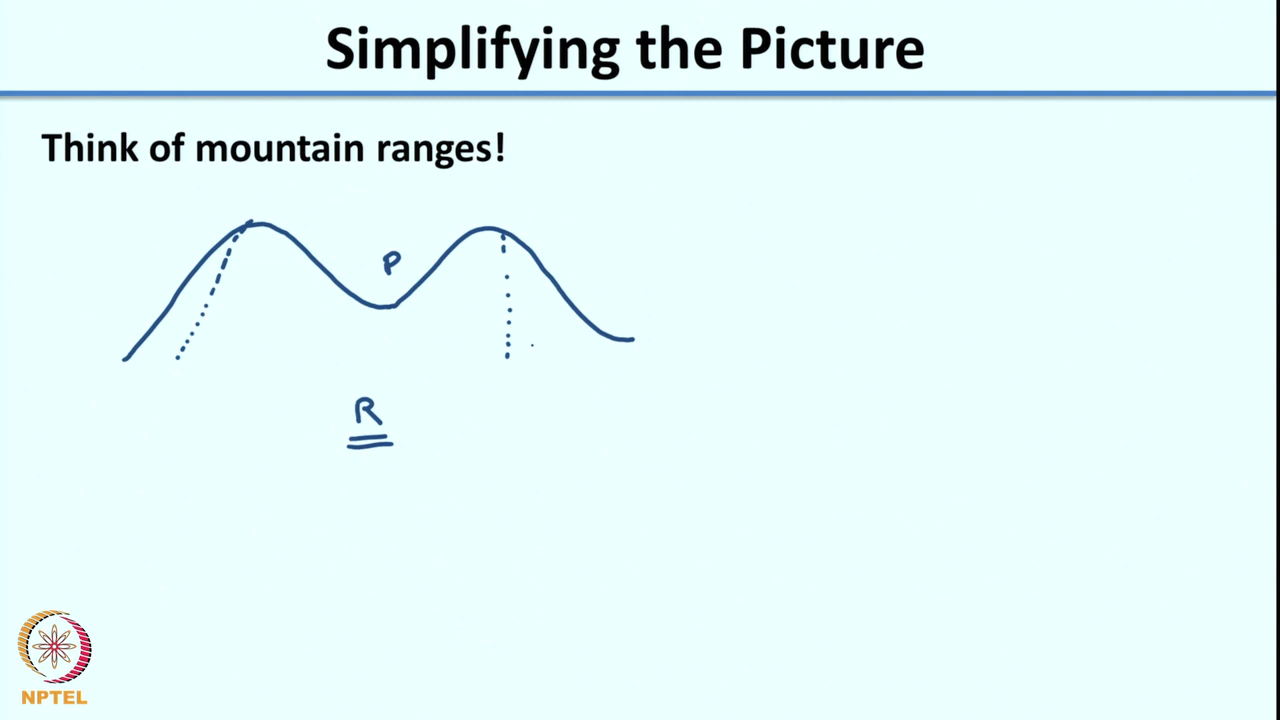 Simplifying the Picture
Think of mountain ranges!
P
R
NPTEL